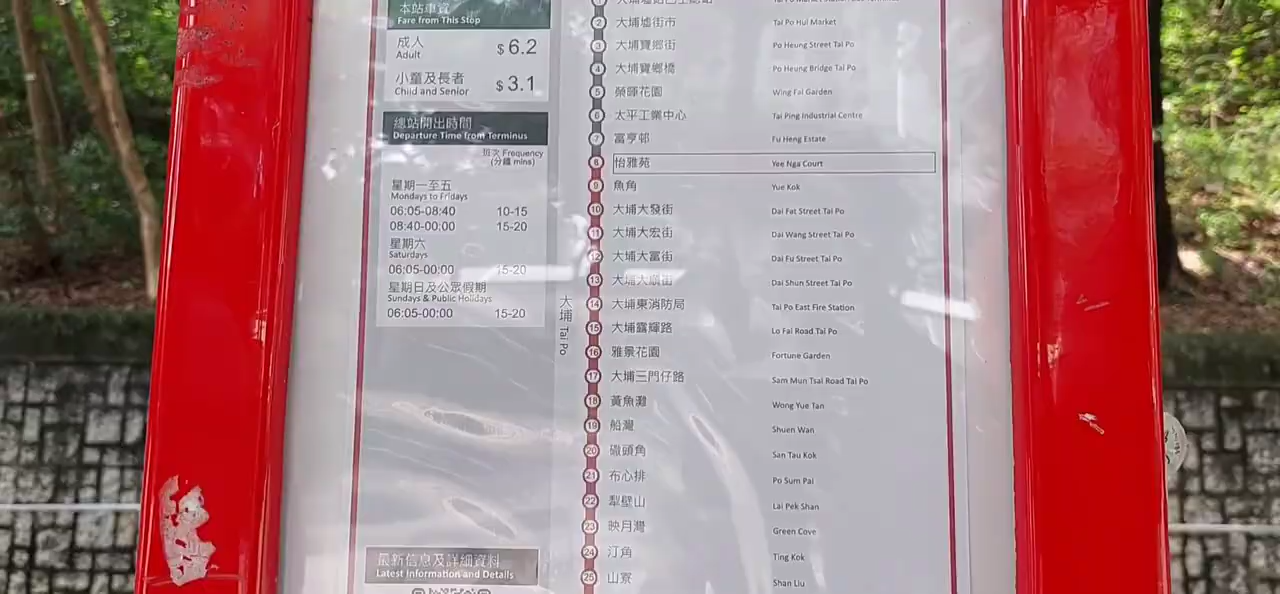 本站車資
Fare from This Stop
成人
Adult
$ 6.2
小童及長者
Child and Senior
$ 3.1
總站開出時間
Departure Time from Terminus
班次 Frequency
(分鐘 mins)
星期一至五
Mondays to Fridays
06:05-08:40 10-15
08:40-00:00 15-20
星期六
Saturdays
06:05-00:00 15-20
星期日及公眾假期
Sundays & Public Holidays
06:05-00:00 15-20
最新信息及詳細資料
Latest Information and Details
大埔 Tai Po
2 大埔墟街市 Tai Po Hui Market
3 大埔寶鄉街 Po Heung Street Tai Po
4 大埔寶鄉橋 Po Heung Bridge Tai Po
5 榮暉花園 Wing Fai Garden
6 太平工業中心 Tai Ping Industrial Centre
7 富亨邨 Fu Heng Estate
8 怡雅苑 Yee Nga Court
9 魚角 Yue Kok
10 大埔大發街 Dai Fat Street Tai Po
11 大埔大宏街 Dai Wang Street Tai Po
12 大埔大富街 Dai Fu Street Tai Po
13 大埔大順街 Dai Shun Street Tai Po
14 大埔東消防局 Tai Po East Fire Station
15 大埔露輝路 Lo Fai Road Tai Po
16 雅景花園 Fortune Garden
17 大埔三門仔路 Sam Mun Tsai Road Tai Po
18 黃魚灘 Wong Yue Tan
19 船灣 Shuen Wan
20 磡頭角 San Tau Kok
21 布心排 Po Sum Pai
22 犁壁山 Lai Pek Shan
23 映月灣 Green Cove
24 汀角 Ting Kok
25 山寮 Shan Liu